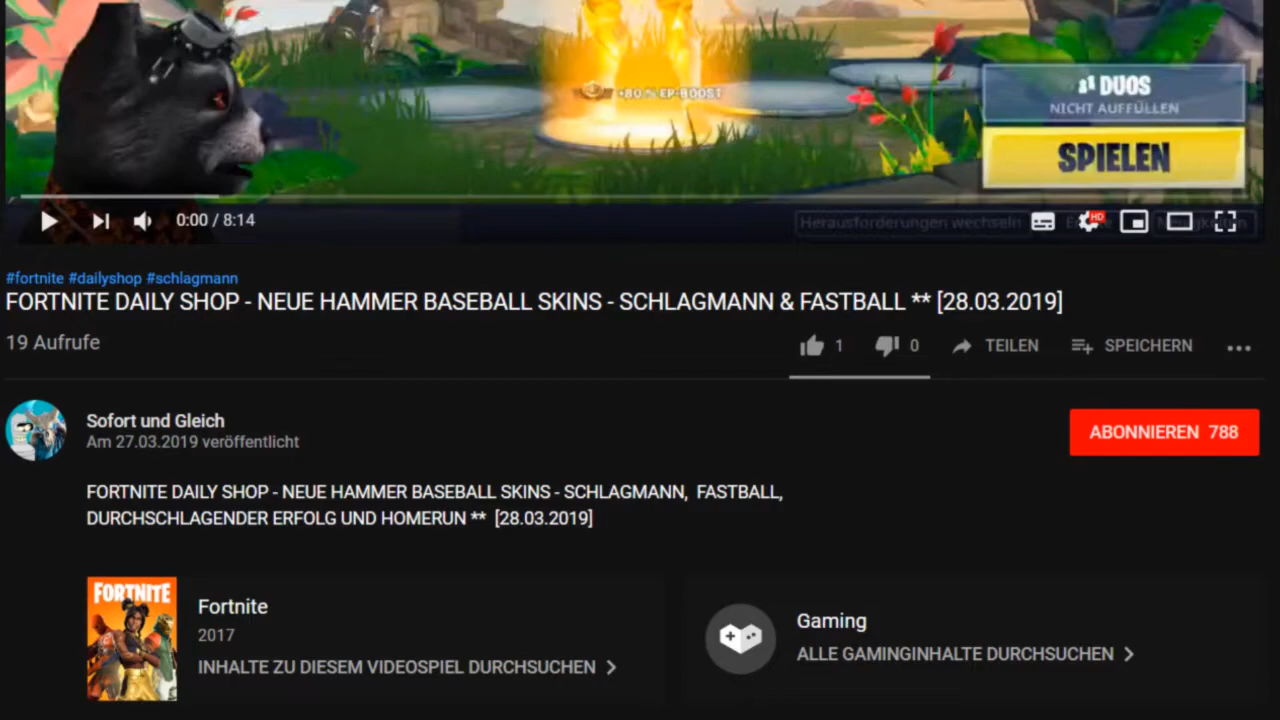 +80 % EP-BOOST
DUOS
NICHT AUFFÜLLEN
SPIELEN
0:00 / 8:14
Herausforderungen wechseln
HD
#fortnite #dailyshop #schlagmann
FORTNITE DAILY SHOP - NEUE HAMMER BASEBALL SKINS - SCHLAGMANN & FASTBALL ** [28.03.2019]
19 Aufrufe
1
0
TEILEN
SPEICHERN
Sofort und Gleich
Am 27.03.2019 veröffentlicht
ABONNIEREN 788
FORTNITE DAILY SHOP - NEUE HAMMER BASEBALL SKINS - SCHLAGMANN, FASTBALL,
DURCHSCHLAGENDER ERFOLG UND HOMERUN ** [28.03.2019]
FORTNITE
Fortnite
2017
INHALTE ZU DIESEM VIDEOSPIEL DURCHSUCHEN
Gaming
ALLE GAMINGINHALTE DURCHSUCHEN